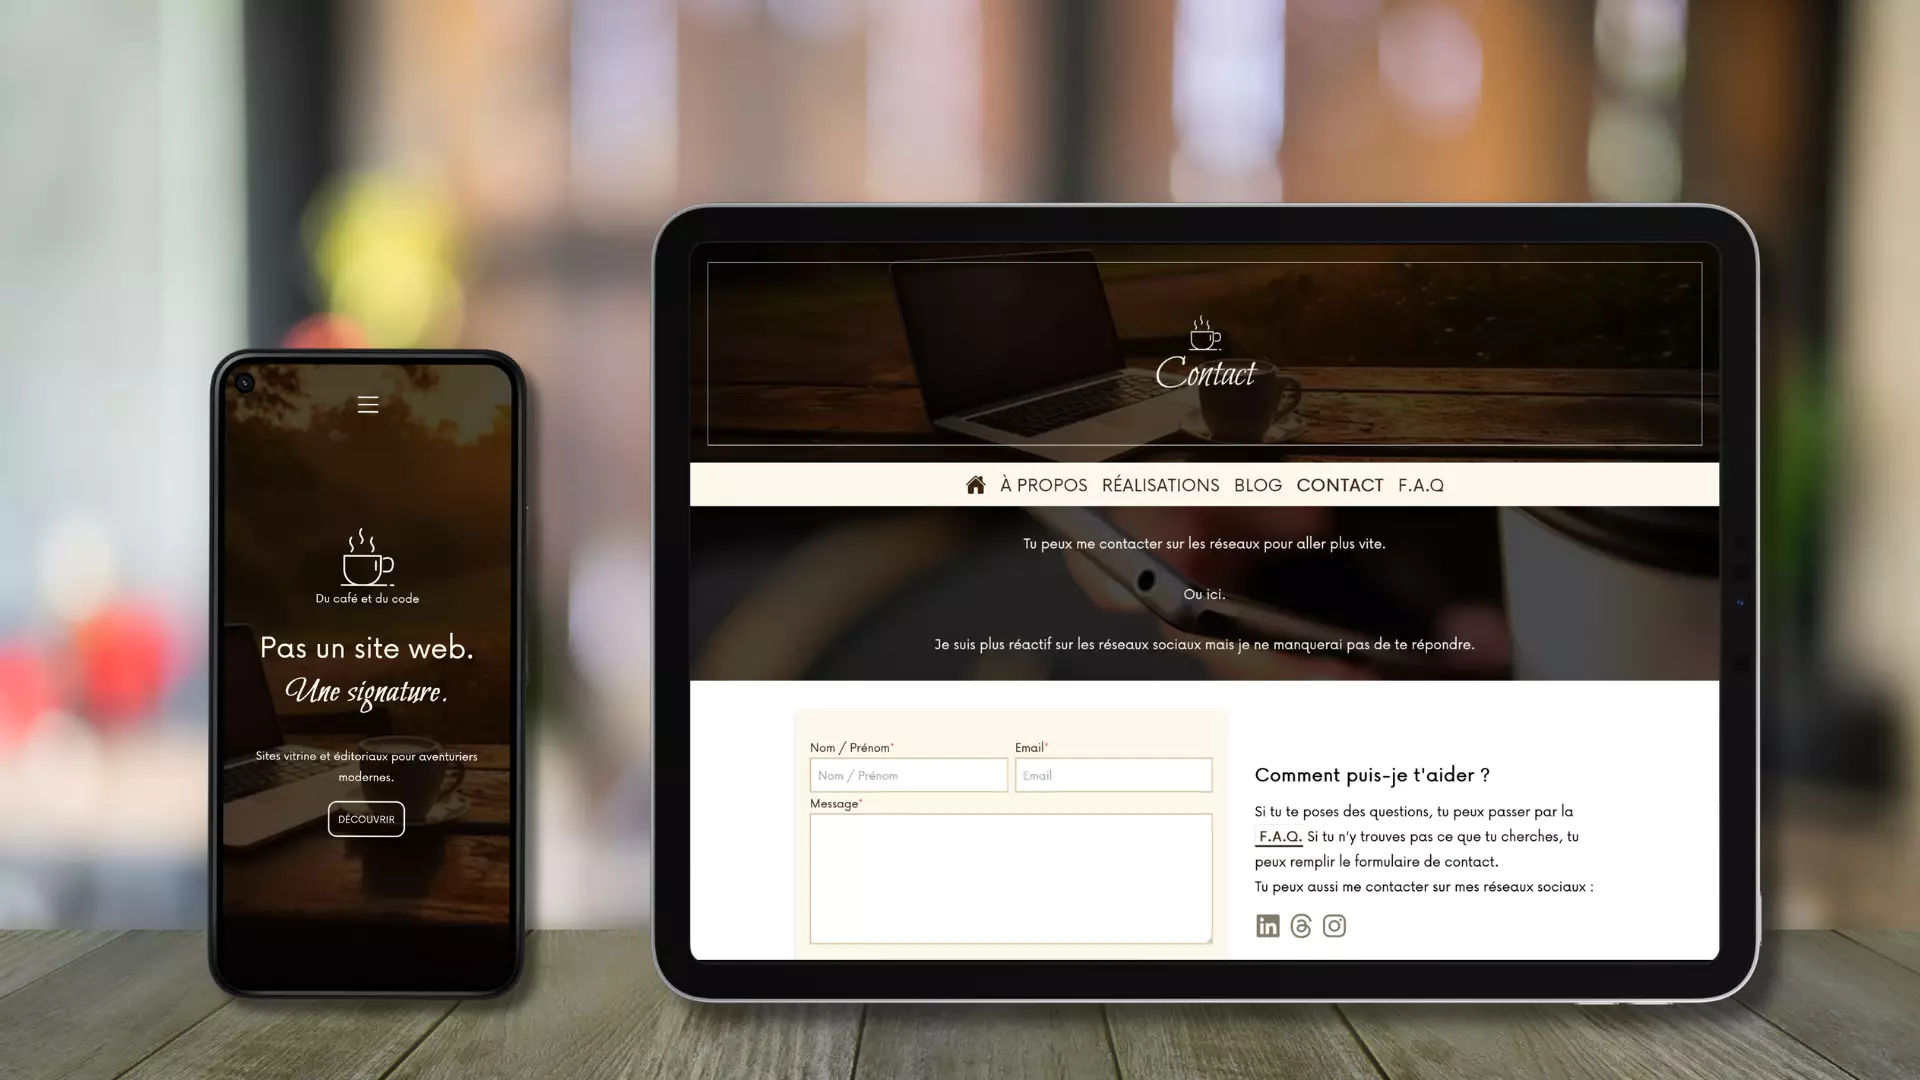 Du café et du code
Pas un site web.
Une signature.
Sites vitrine et éditoriaux pour aventuriers
modernes.
DÉCOUVRIR
Contact
À PROPOS RÉALISATIONS BLOG CONTACT F.A.Q
Tu peux me contacter sur les réseaux pour aller plus vite.
Ou ici.
Je suis plus réactif sur les réseaux sociaux mais je ne manquerai pas de te répondre.
Nom / Prénom* Email*
Nom / Prénom Email
Message*
Comment puis-je t'aider ?
Si tu te poses des questions, tu peux passer par la
F.A.Q. Si tu n'y trouves pas ce que tu cherches, tu
peux remplir le formulaire de contact.
Tu peux aussi me contacter sur mes réseaux sociaux :
in